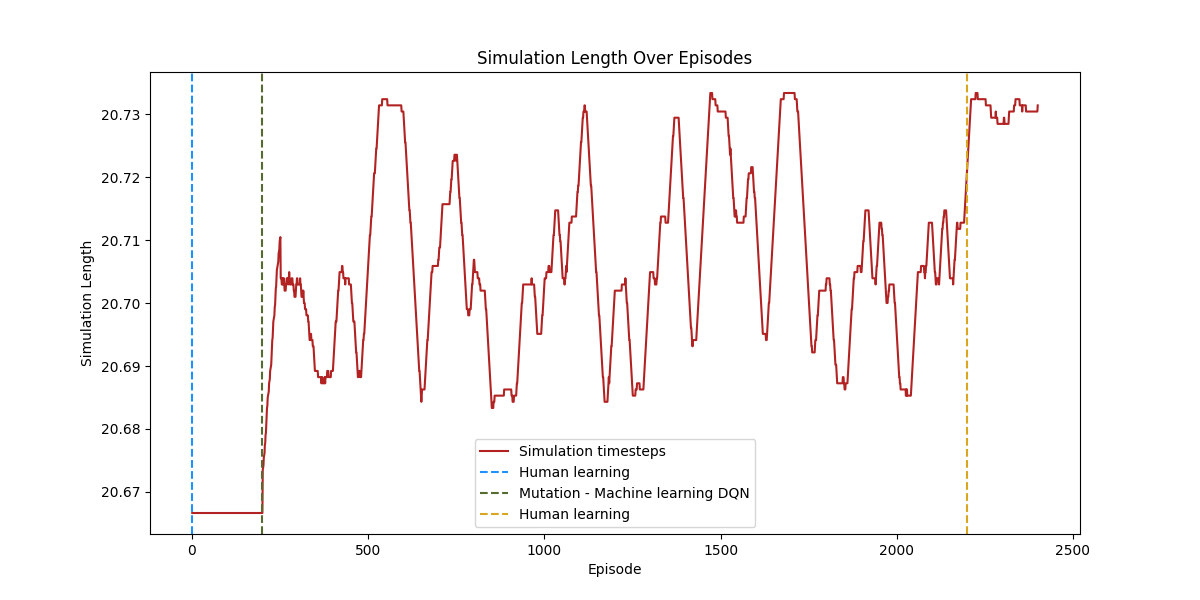 Simulation Length Over Episodes
Simulation Length
20.73
20.72
20.71
20.70
20.69
20.68
20.67
Simulation timesteps
Human learning
Mutation - Machine learning DQN
Human learning
0 500 1000 1500 2000 2500
Episode